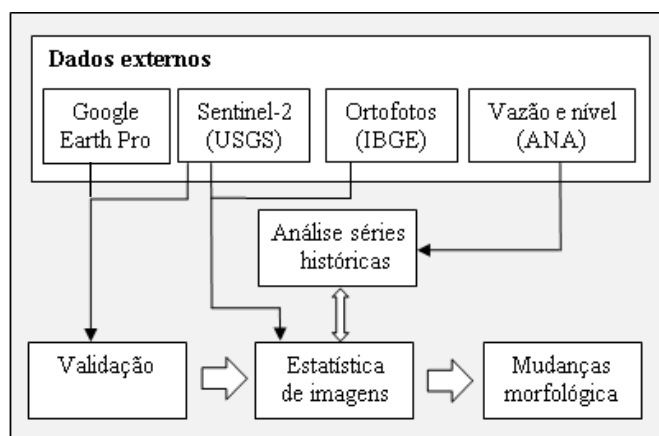 Dados externos
Google
Earth Pro
Sentinel-2
(USGS)
Ortofotos
(IBGE)
Vazão e nível
(ANA)
Análise séries
históricas
Validação
Estatística
de imagens
Mudanças
morfológica